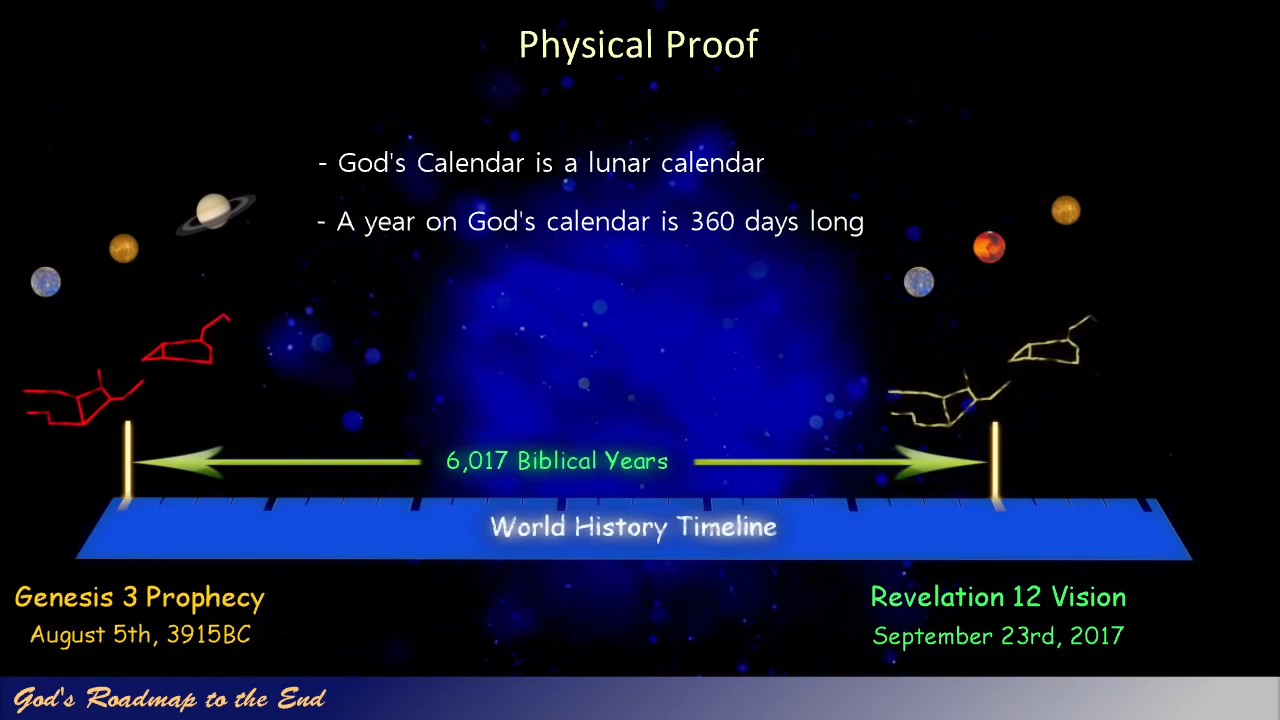 Physical Proof
- God's Calendar is a lunar calendar
- A year on God's calendar is 360 days long
6,017 Biblical Years
World History Timeline
Genesis 3 Prophecy
August 5th, 3915BC
Revelation 12 Vision
September 23rd, 2017
God's Roadmap to the End